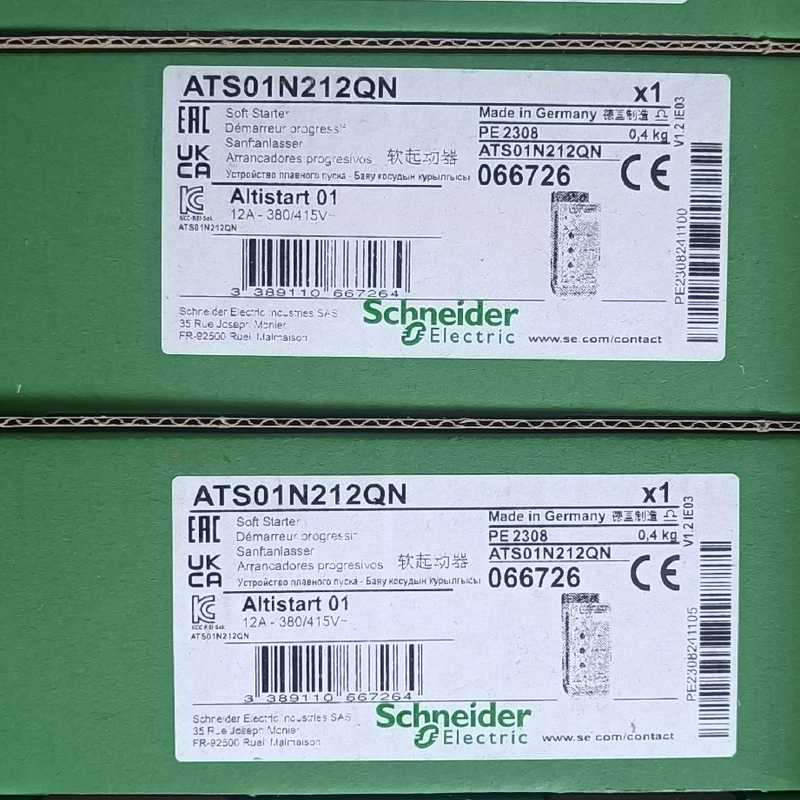 ATS01N212QN
x1
EAC
Soft Starter
Démarreur progressif
Sanftanlasser
Arrancadores progresivos 软起动器
Устройство плавного пуска - Баяу косудын курылгысы
UK
CA
Made in Germany 德国制造
PE 2308 0,4 kg
ATS01N212QN
066726
CE
V1.2 IE03
KCC-REI-SeL
ATS01N212QN
Altistart 01
12A - 380/415V~
3 389110 667264
PE2308241100
Schneider Electric Industries SAS
35 Rue Joseph Monier
FR-92500 Rueil Malmaison
Schneider
Electric
www.se.com/contact
ATS01N212QN
x1
EAC
Soft Starter
Démarreur progressif
Sanftanlasser
Arrancadores progresivos 软起动器
Устройство плавного пуска - Баяу косудын курылгысы
UK
CA
Made in Germany 德国制造
PE 2308 0,4 kg
ATS01N212QN
066726
CE
V1.2 IE03
KCC-REI-SeL
ATS01N212QN
Altistart 01
12A - 380/415V~
3 389110 667264
PE2308241105
Schneider Electric Industries SAS
35 Rue Joseph Monier
FR-92500 Rueil Malmaison
Schneider
Electric
www.se.com/contact